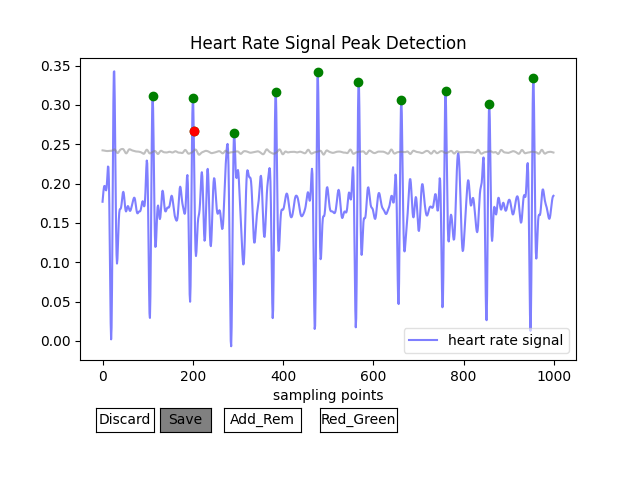 Heart Rate Signal Peak Detection
0.35
0.30
0.25
0.20
0.15
0.10
0.05
0.00
heart rate signal
0 200 400 600 800 1000
sampling points
Discard Save Add_Rem Red_Green